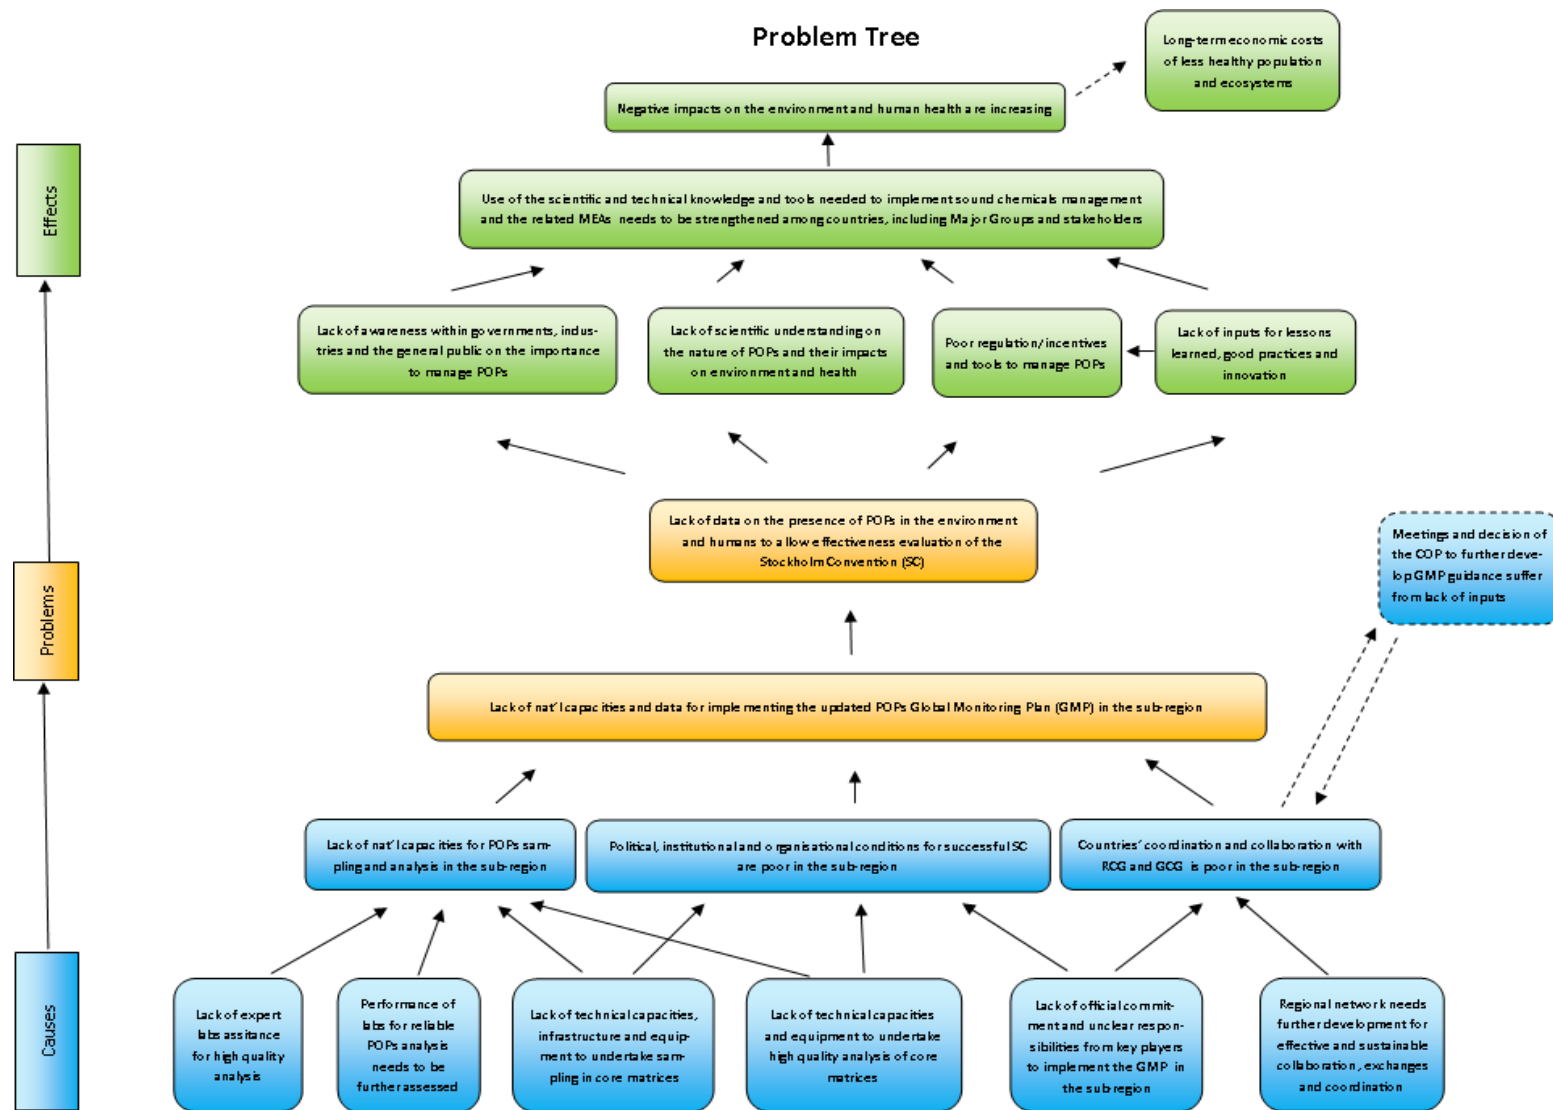 Problem Tree
Long-term economic costs
of less healthy population
and ecosystems
Negative impacts on the environment and human health are increasing
Effects
Use of the scientific and technical knowledge and tools needed to implement sound chemicals management
and the related MEAs needs to be strengthened among countries, including Major Groups and stakeholders
Lack of awareness within governments, indus-
tries and the general public on the importance
to manage POPs
Lack of scientific understanding on
the nature of POPs and their impacts
on environment and health
Poor regulation/incentives
and tools to manage POPs
Lack of inputs for lessons
learned, good practices and
innovation
Lack of data on the presence of POPs in the environment
and humans to allow effectiveness evaluation of the
Stockholm Convention (SC)
Meetings and decision of
the COP to further deve-
lop GMP guidance suffer
from lack of inputs
Problems
Lack of nat'l capacities and data for implementing the updated POPs Global Monitoring Plan (GMP) in the sub-region
Lack of nat'l capacities for POPs sam-
pling and analysis in the sub-region
Political, institutional and organisational conditions for successful SC
are poor in the sub-region
Countries' coordination and collaboration with
RCG and GCG is poor in the sub-region
Causes
Lack of expert
labs assitance
for high quality
analysis
Performance of
labs for reliable
POPs analysis
needs to be
further assessed
Lack of technical capacities,
infrastructure and equip-
ment to undertake sam-
pling in core matrices
Lack of technical capacities
and equipment to undertake
high quality analysis of core
matrices
Lack of official commit-
ment and unclear respon-
sibilities from key players
to implement the GMP in
the sub-region
Regional network needs
further development for
effective and sustainable
collaboration, exchanges
and coordination